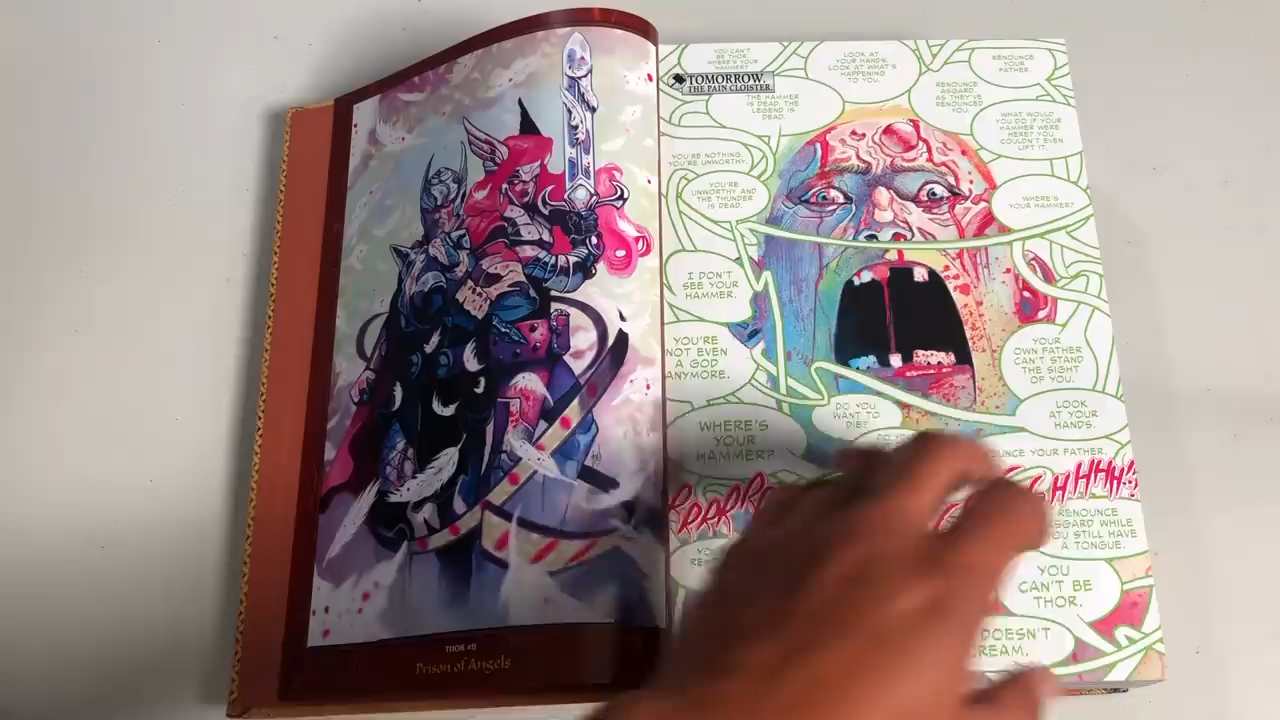 THOR #8
Prison of Angels
YOU CAN'T
BE THOR.
WHERE'S YOUR
HAMMER?
LOOK AT
YOUR HANDS.
LOOK AT WHAT'S
HAPPENING
TO YOU.
RENOUNCE
YOUR
FATHER.
TOMORROW.
THE PAIN CLOISTER.
THE HAMMER
IS DEAD. THE
LEGEND IS
DEAD.
RENOUNCE
ASGARD
AS THEY'VE
RENOUNCED
YOU.
WHAT WOULD
YOU DO IF YOUR
HAMMER WERE
HERE? YOU
COULDN'T EVEN
LIFT IT.
YOU'RE NOTHING.
YOU'RE UNWORTHY.
YOU'RE
UNWORTHY AND
THE THUNDER
IS DEAD.
WHERE'S
YOUR HAMMER?
I DON'T
SEE YOUR
HAMMER.
YOU'RE
NOT EVEN
A GOD
ANYMORE.
YOUR
OWN FATHER
CAN'T STAND
THE SIGHT
OF YOU.
DO YOU
WANT TO
DIE?
LOOK
AT YOUR
HANDS.
WHERE'S
YOUR
HAMMER?
YOUR FATHER.
RENOUNCE
ASGARD WHILE
YOU STILL HAVE
A TONGUE.
YOU
CAN'T BE
THOR.
DOESN'T